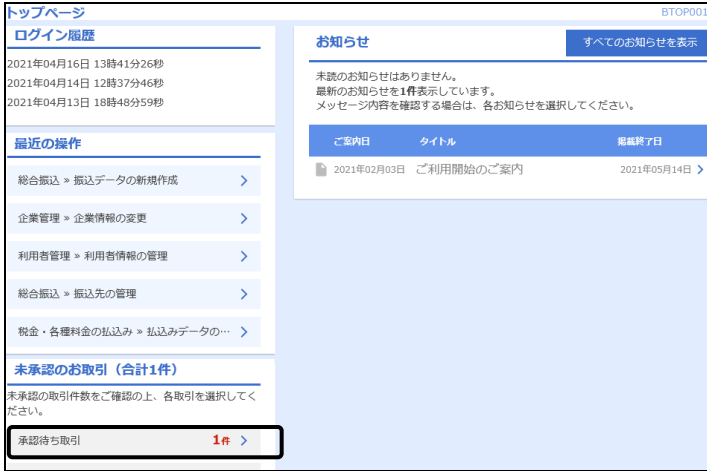 トップページ
BTOP001
ログイン履歴
2021年04月16日 13時41分26秒
2021年04月14日 12時37分46秒
2021年04月13日 18時48分59秒
最近の操作
総合振込 » 振込データの新規作成
企業管理 » 企業情報の変更
利用者管理 » 利用者情報の管理
総合振込 » 振込先の管理
税金・各種料金の払込み » 払込みデータの…
未承認のお取引（合計1件）
未承認の取引件数をご確認の上、各取引を選択してく
ださい。
承認待ち取引 1件
お知らせ
すべてのお知らせを表示
未読のお知らせはありません。
最新のお知らせを1件表示しています。
メッセージ内容を確認する場合は、各お知らせを選択してください。
ご案内日 タイトル 掲載終了日
2021年02月03日 ご利用開始のご案内 2021年05月14日